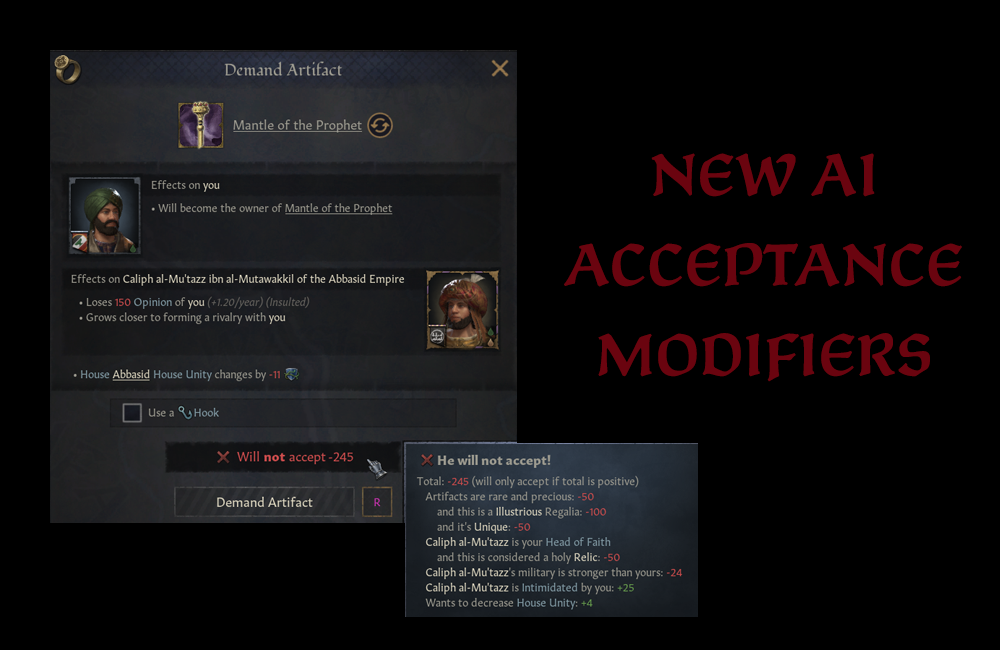 Demand Artifact
Mantle of the Prophet
Effects on you
• Will become the owner of Mantle of the Prophet
Effects on Caliph al-Mu'tazz ibn al-Mutawakkil of the Abbasid Empire
• Loses 150 Opinion of you (+1.20/year) (Insulted)
• Grows closer to forming a rivalry with you
• House Abbasid House Unity changes by -11
Use a Hook
Will not accept -245
Demand Artifact
R
He will not accept!
Total: -245 (will only accept if total is positive)
Artifacts are rare and precious: -50
and this is a Illustrious Regalia: -100
and it's Unique: -50
Caliph al-Mu'tazz is your Head of Faith
and this is considered a holy Relic: -50
Caliph al-Mu'tazz's military is stronger than yours: -24
Caliph al-Mu'tazz is Intimidated by you: +25
Wants to decrease House Unity: +4
NEW AI
ACCEPTANCE
MODIFIERS